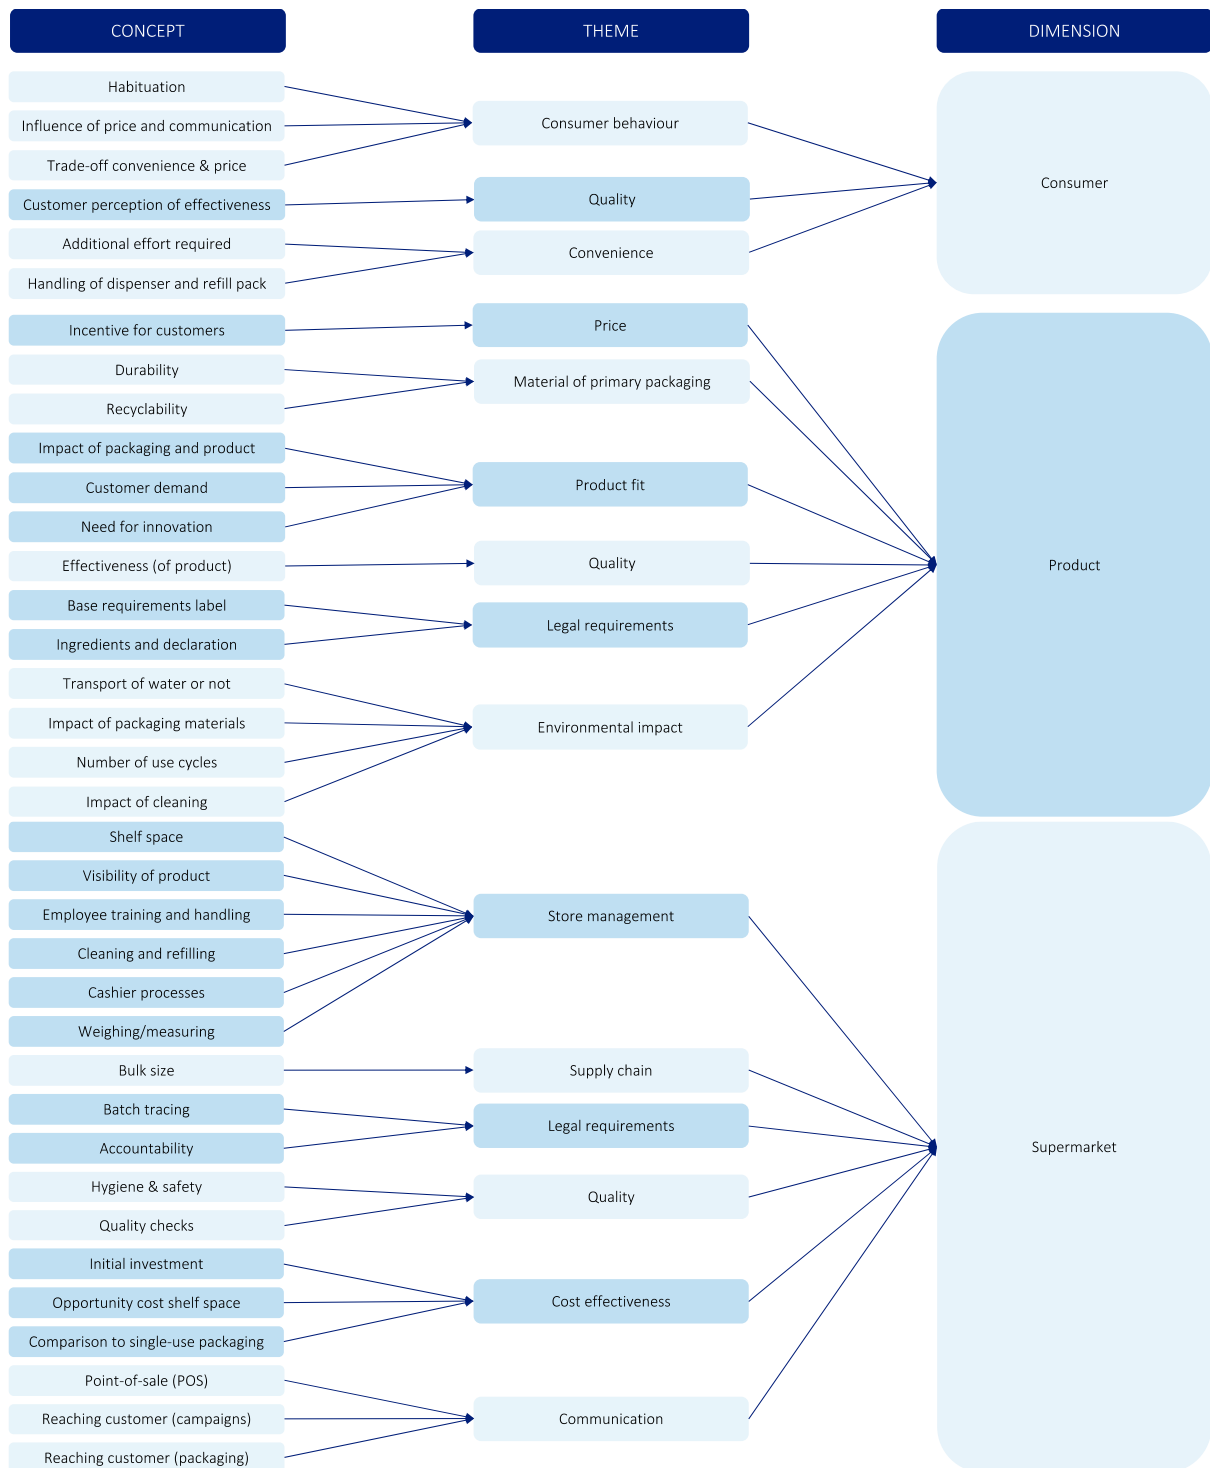 CONCEPT
THEME
DIMENSION
Habituation
Influence of price and communication
Trade-off convenience & price
Customer perception of effectiveness
Additional effort required
Handling of dispenser and refill pack
Incentive for customers
Durability
Recyclability
Impact of packaging and product
Customer demand
Need for innovation
Effectiveness (of product)
Base requirements label
Ingredients and declaration
Transport of water or not
Impact of packaging materials
Number of use cycles
Impact of cleaning
Shelf space
Visibility of product
Employee training and handling
Cleaning and refilling
Cashier processes
Weighing/measuring
Bulk size
Batch tracing
Accountability
Hygiene & safety
Quality checks
Initial investment
Opportunity cost shelf space
Comparison to single-use packaging
Point-of-sale (POS)
Reaching customer (campaigns)
Reaching customer (packaging)
Consumer behaviour
Quality
Convenience
Price
Material of primary packaging
Product fit
Quality
Legal requirements
Environmental impact
Store management
Supply chain
Legal requirements
Quality
Cost effectiveness
Communication
Consumer
Product
Supermarket